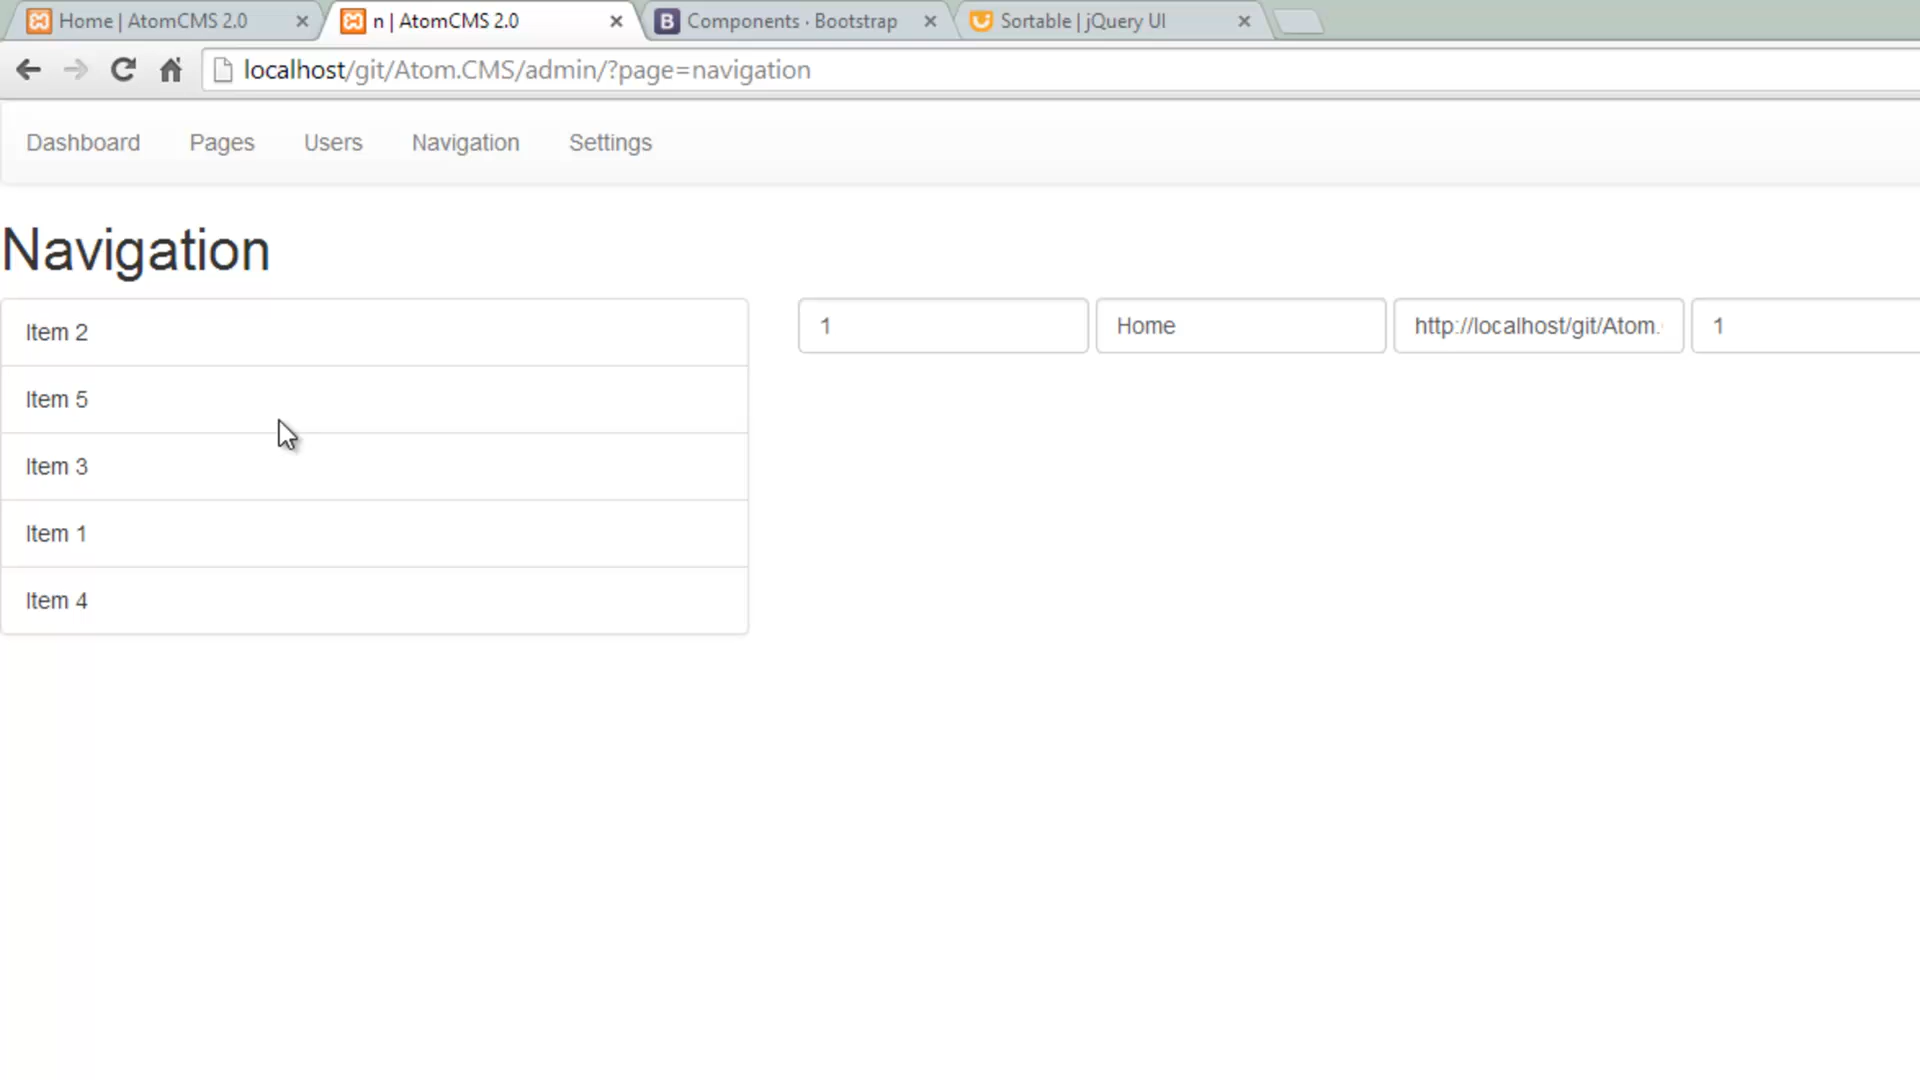 Home | AtomCMS 2.0
n | AtomCMS 2.0
Components · Bootstrap
Sortable | jQuery UI
localhost/git/Atom.CMS/admin/?page=navigation
Dashboard Pages Users Navigation Settings
Navigation
Item 2
Item 5
Item 3
Item 1
Item 4
1 Home http://localhost/git/Atom. 1